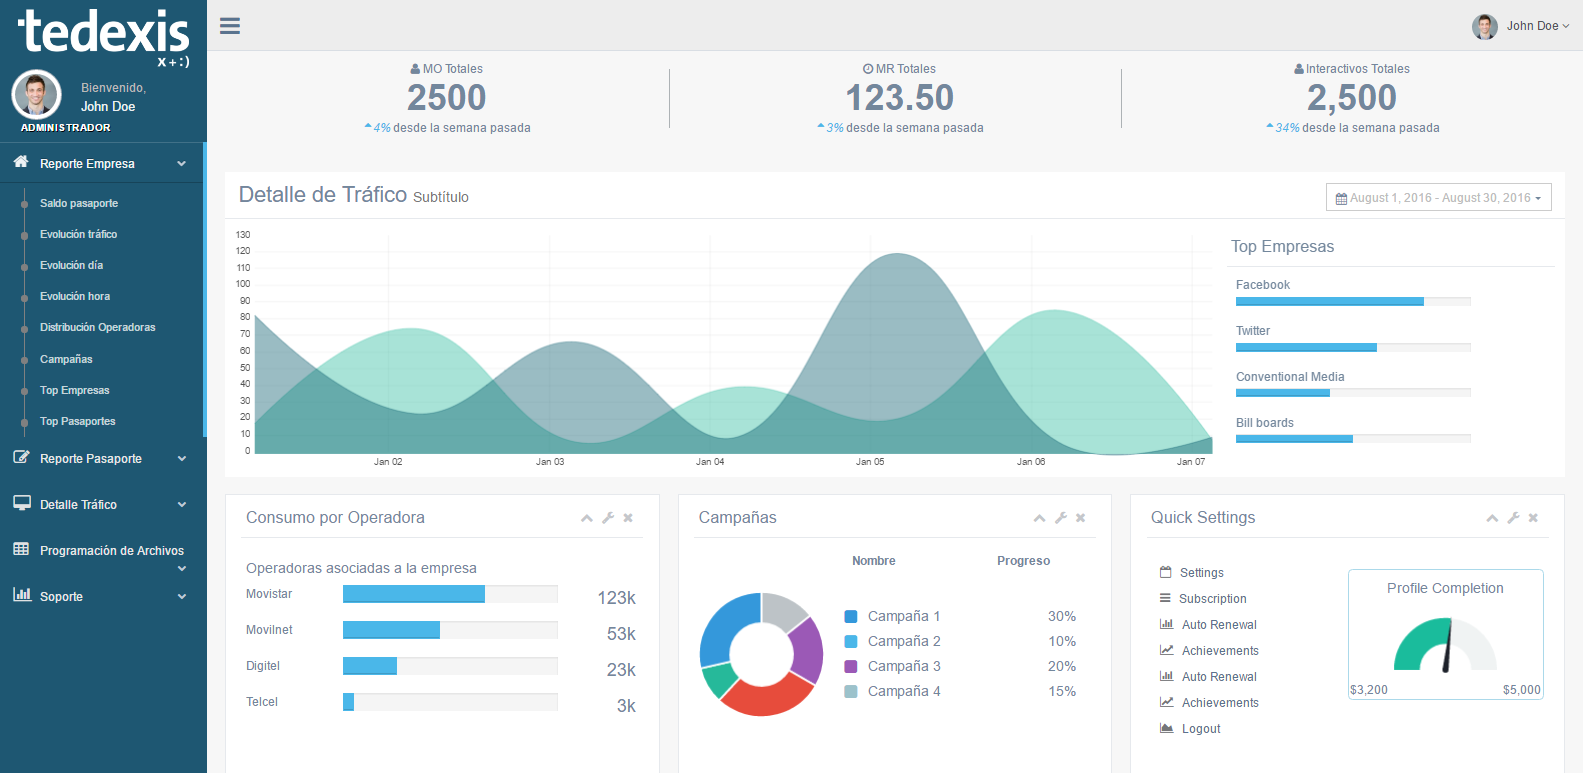 tedexis
x+:)
Bienvenido,
John Doe
ADMINISTRADOR
Reporte Empresa
Saldo pasaporte
Evolución tráfico
Evolución día
Evolución hora
Distribución Operadoras
Campañas
Top Empresas
Top Pasaportes
Reporte Pasaporte
Detalle Tráfico
Programación de Archivos
Soporte
John Doe
MO Totales
2500
4% desde la semana pasada
MR Totales
123.50
3% desde la semana pasada
Interactivos Totales
2,500
34% desde la semana pasada
Detalle de Tráfico Subtítulo
August 1, 2016 - August 30, 2016
130
120
110
100
90
80
70
60
50
40
30
20
10
0
Jan 02
Jan 03
Jan 04
Jan 05
Jan 06
Jan 07
Top Empresas
Facebook
Twitter
Conventional Media
Bill boards
Consumo por Operadora
Operadoras asociadas a la empresa
Movistar 123k
Movilnet 53k
Digitel 23k
Telcel 3k
Campañas
Nombre Progreso
Campaña 1 30%
Campaña 2 10%
Campaña 3 20%
Campaña 4 15%
Quick Settings
Settings
Subscription
Auto Renewal
Achievements
Auto Renewal
Achievements
Logout
Profile Completion
$3,200 $5,000